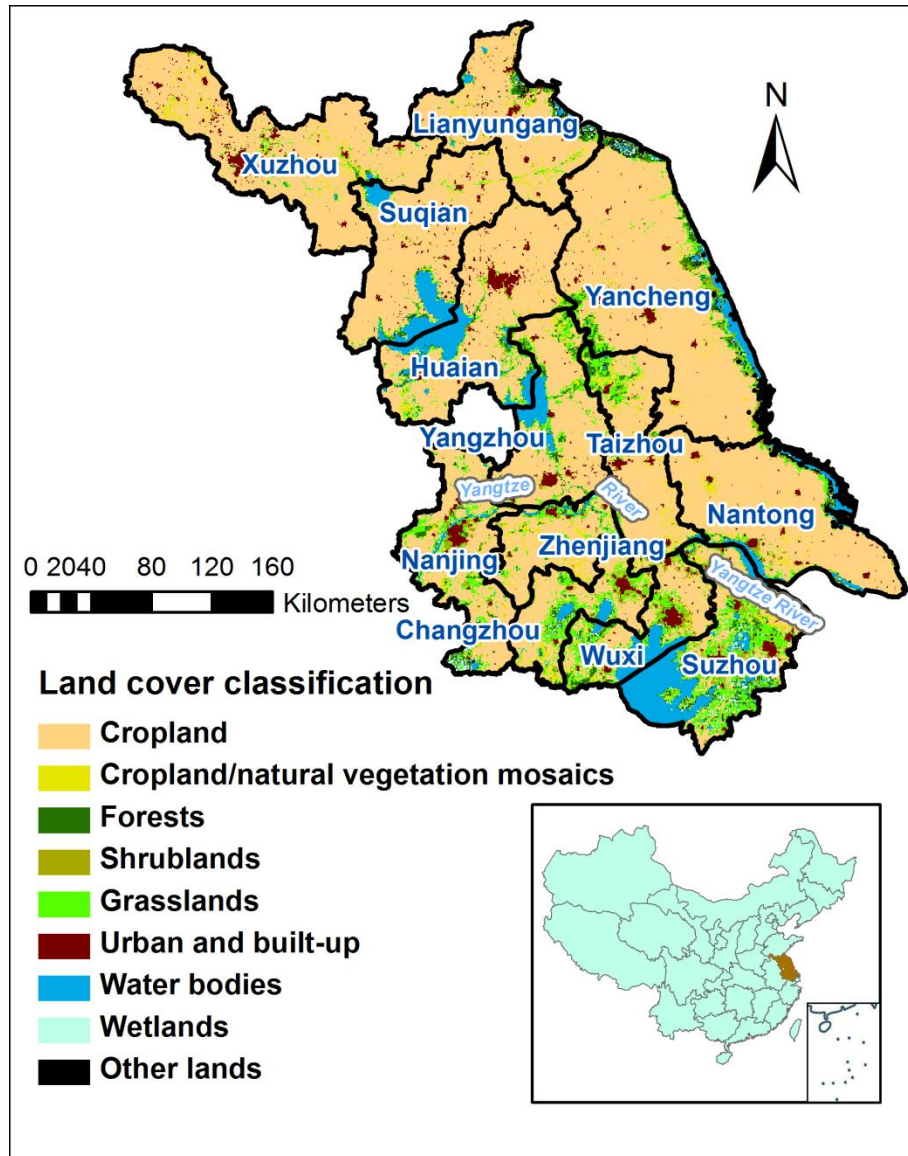 N
Lianyungang
Xuzhou
Suqian
Yancheng
Huaian
Yangzhou
Taizhou
Yangtze
River
Nantong
Nanjing
Zhenjiang
Yangtze River
Changzhou
Wuxi
Suzhou
0 2040 80 120 160
Kilometers
Land cover classification
Cropland
Cropland/natural vegetation mosaics
Forests
Shrublands
Grasslands
Urban and built-up
Water bodies
Wetlands
Other lands